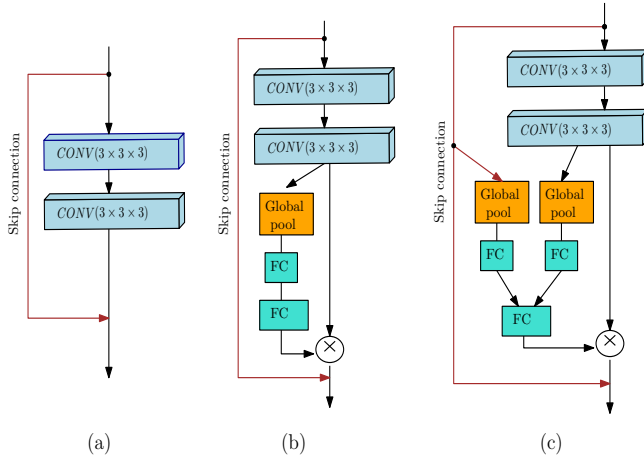 Skip connection
CONV(3 × 3 × 3)
CONV(3 × 3 × 3)
(a)
Skip connection
CONV(3 × 3 × 3)
CONV(3 × 3 × 3)
Global
pool
FC
FC
×
(b)
Skip connection
CONV(3 × 3 × 3)
CONV(3 × 3 × 3)
Global
pool
Global
pool
FC
FC
FC
×
(c)